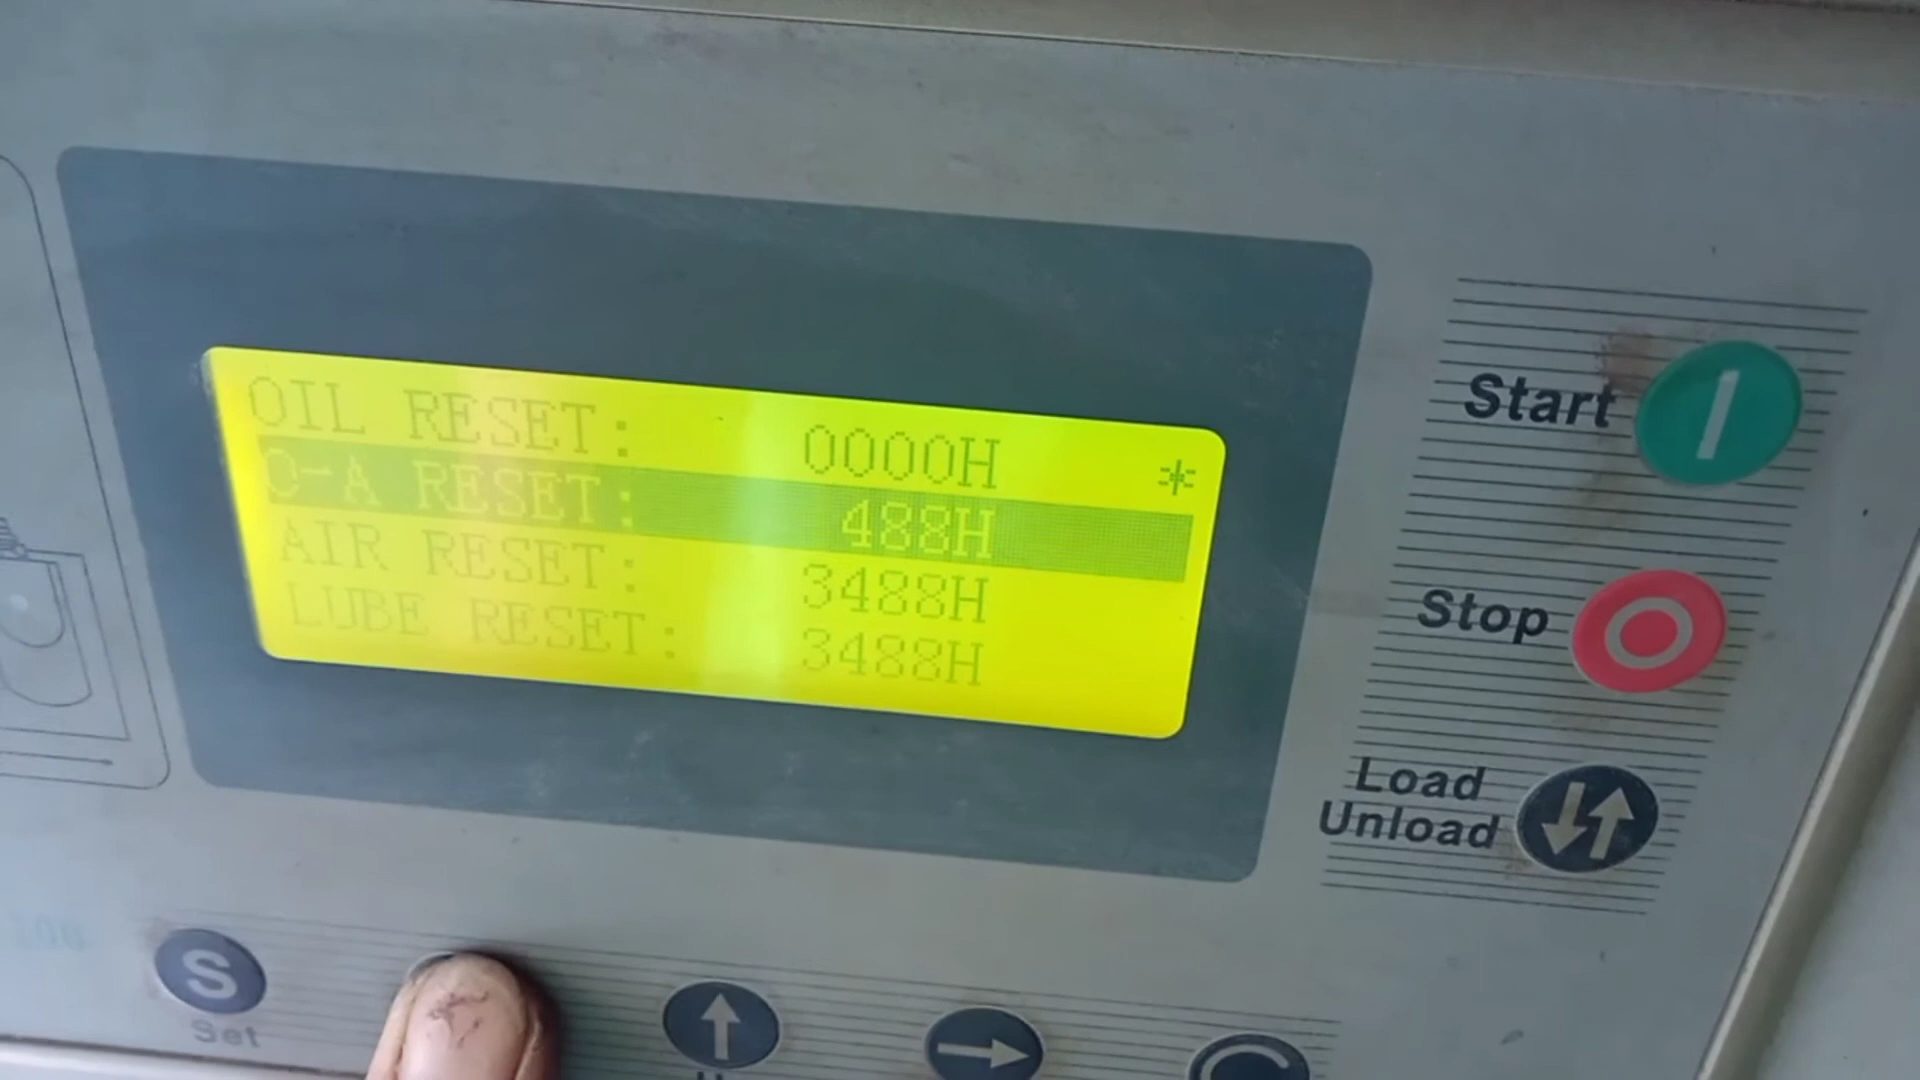 OIL RESET: 0000H *
O-A RESET: 488H
AIR RESET: 3488H
LUBE RESET: 3488H
Start
Stop
Load
Unload
S
Set